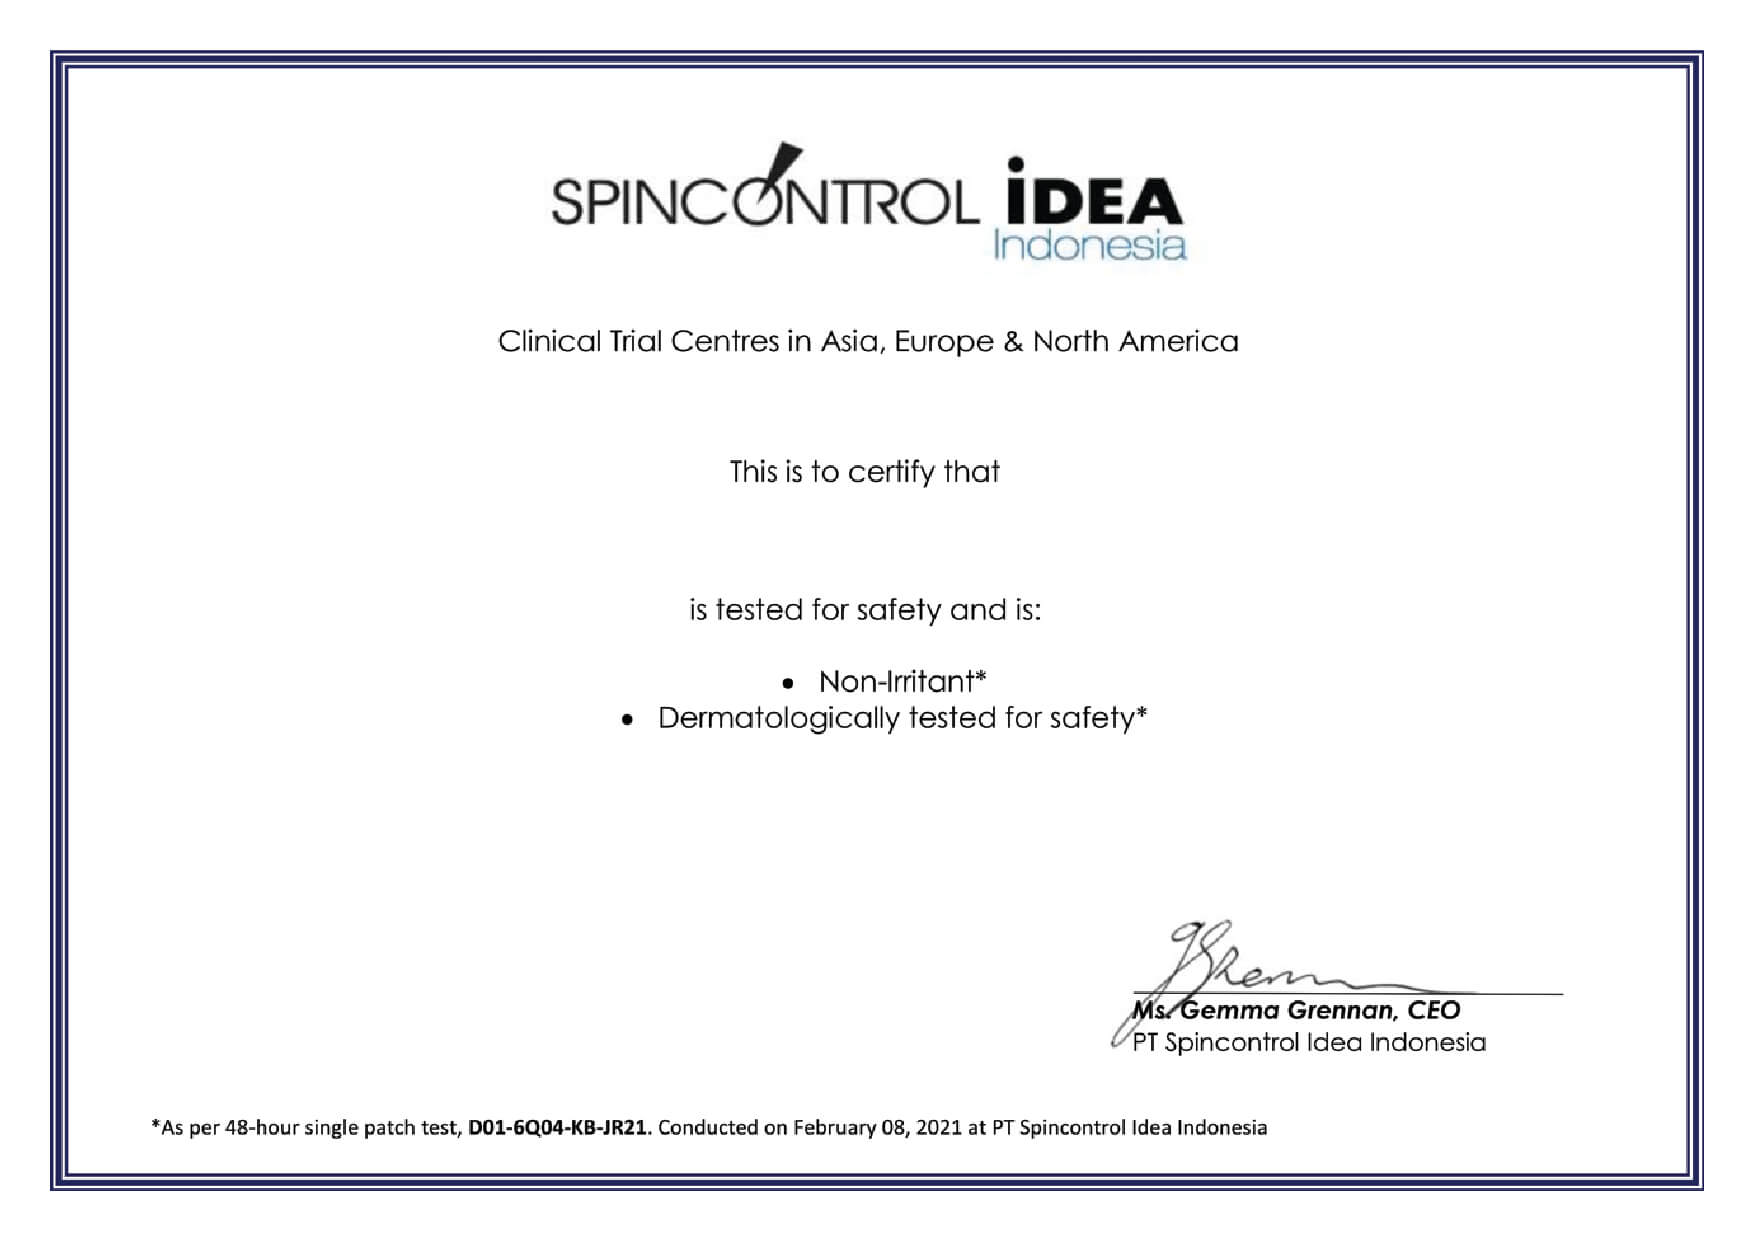 SPINCONTROL iDEA
Indonesia
Clinical Trial Centres in Asia, Europe & North America
This is to certify that
is tested for safety and is:
• Non-Irritant*
• Dermatologically tested for safety*
Ms. Gemma Grennan, CEO
PT Spincontrol Idea Indonesia
*As per 48-hour single patch test, D01-6Q04-KB-JR21. Conducted on February 08, 2021 at PT Spincontrol Idea Indonesia